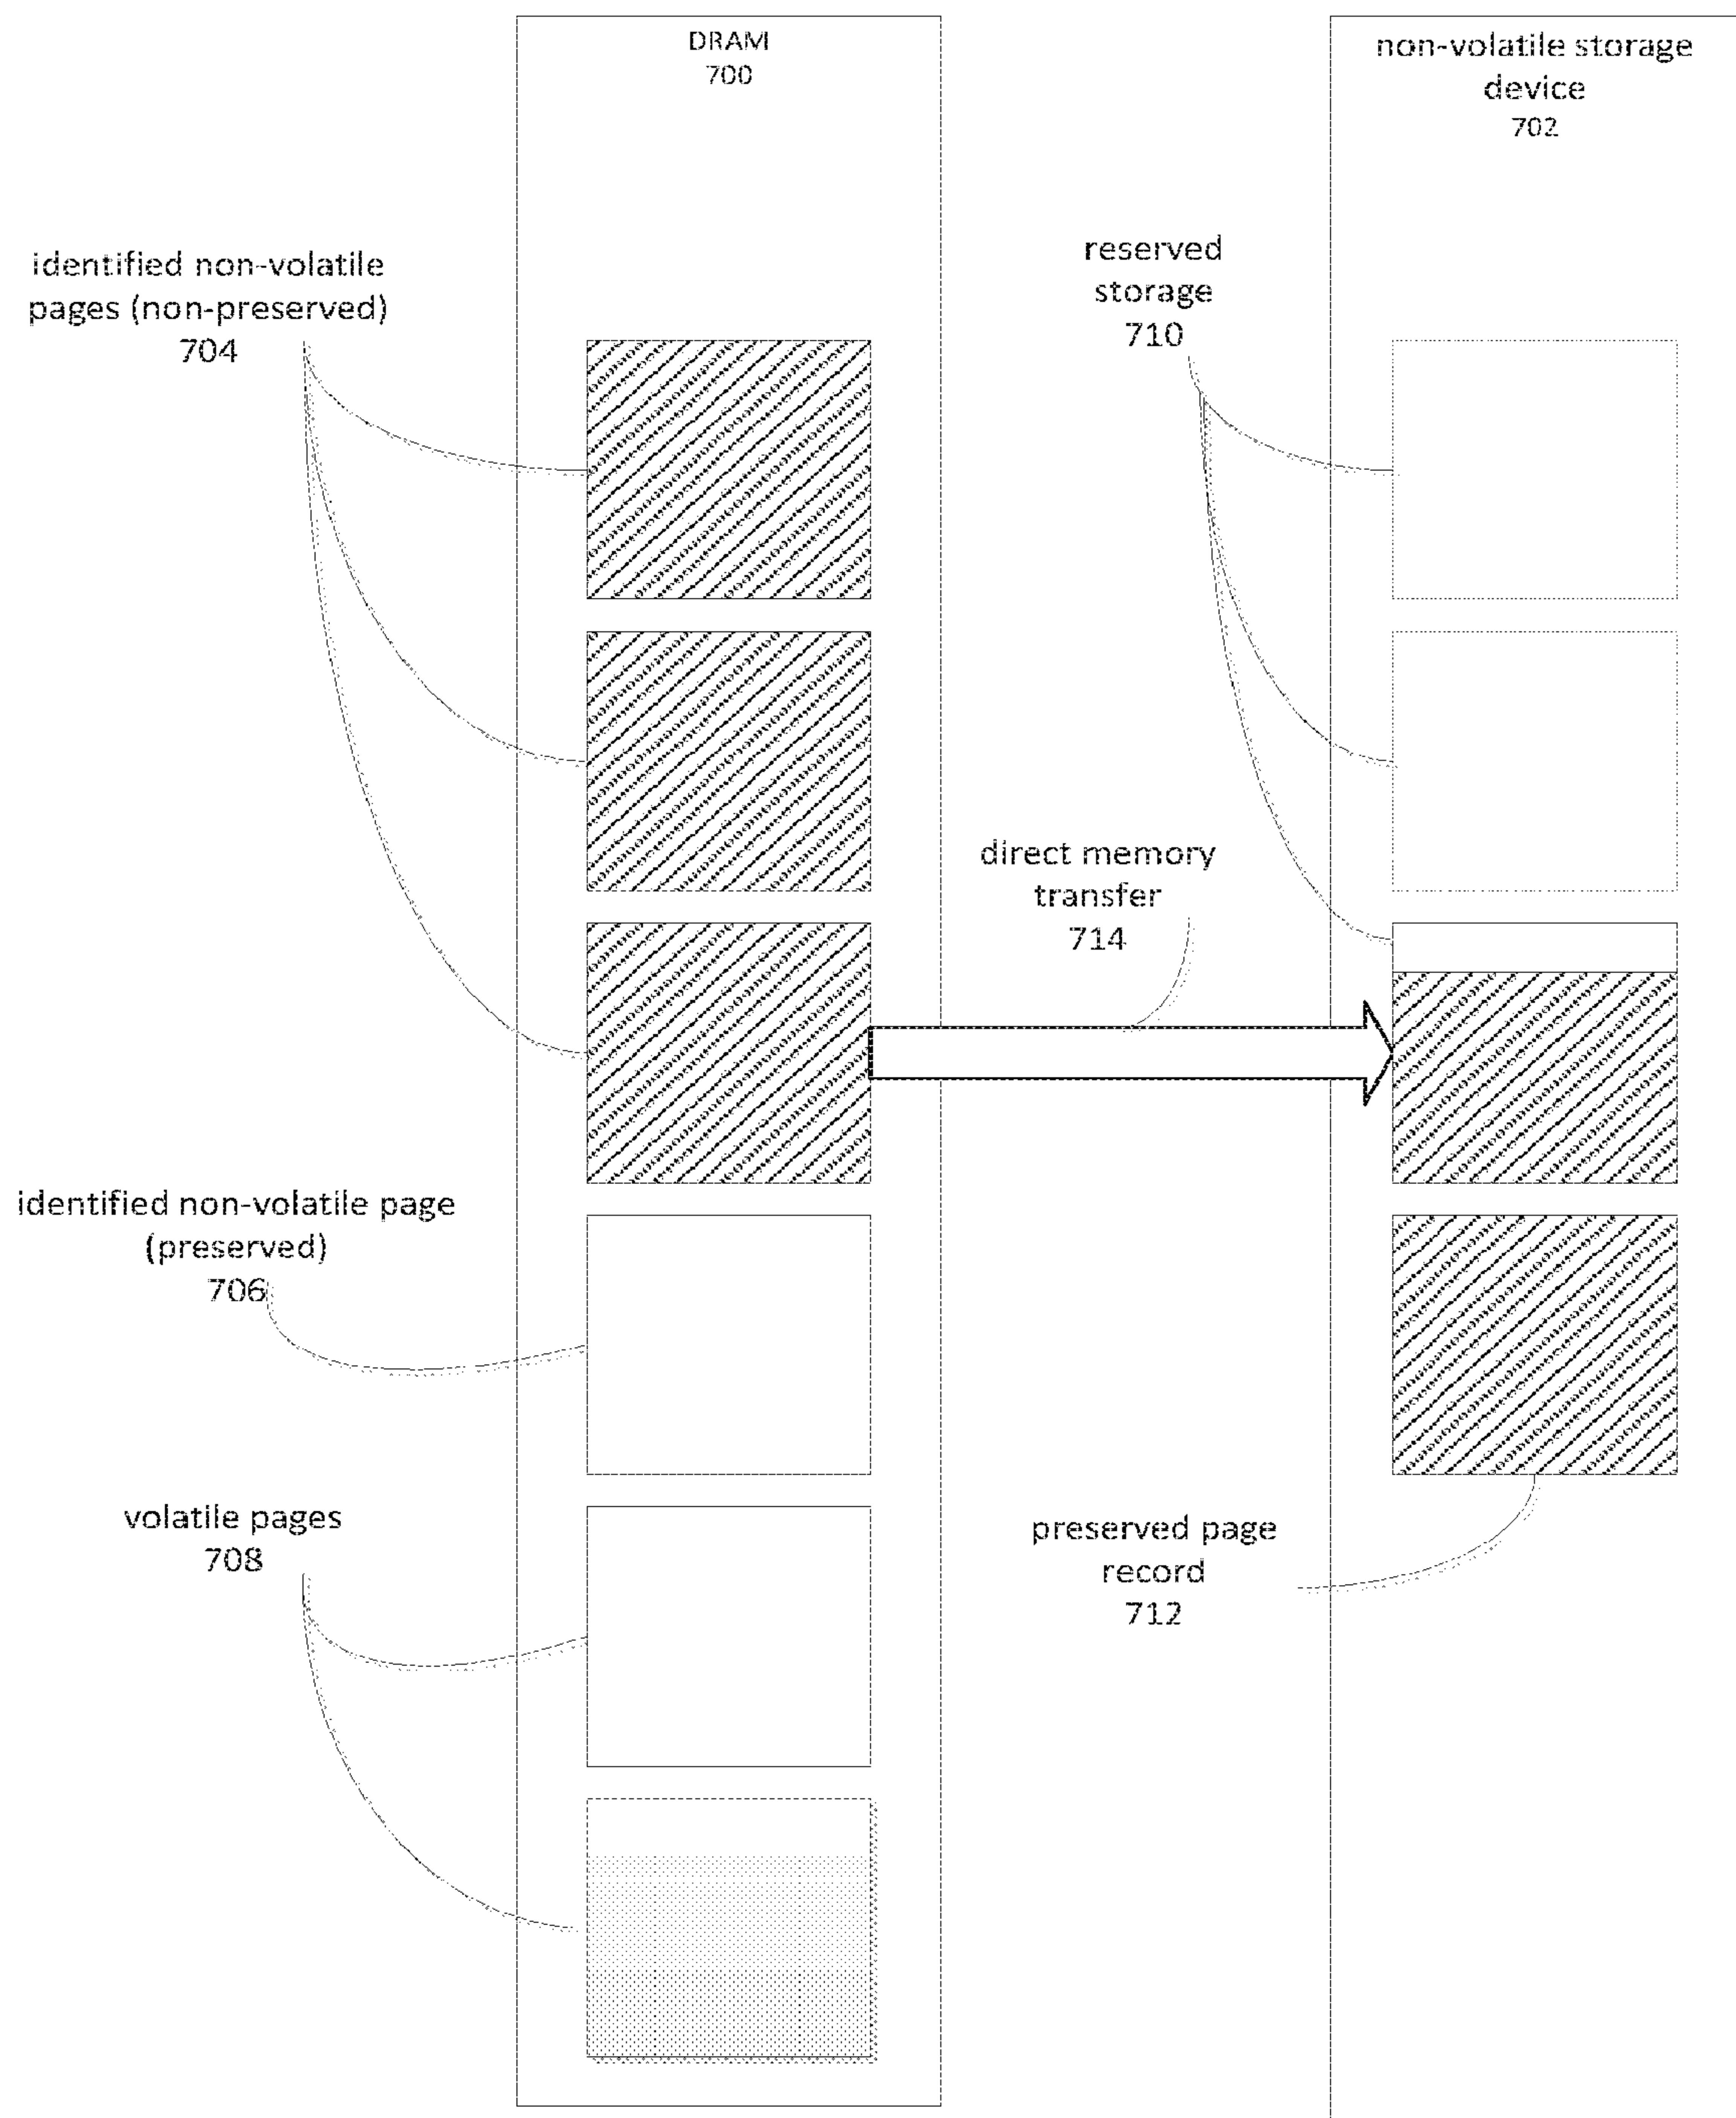 DRAM
700
non-volatile storage
device
702
identified non-volatile
pages (non-preserved)
704
reserved
storage
710
direct memory
transfer
714
identified non-volatile page
(preserved)
706
volatile pages
708
preserved page
record
712